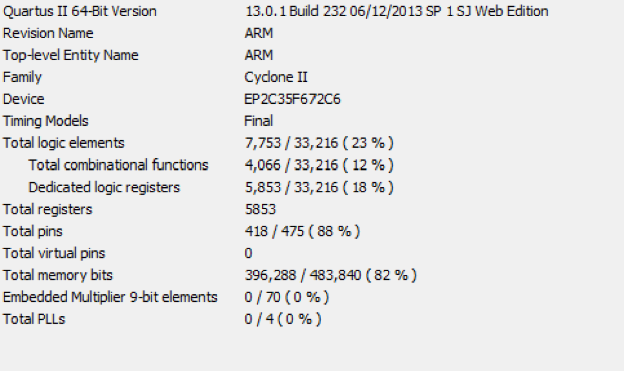 Quartus II 64-Bit Version 13.0.1 Build 232 06/12/2013 SP 1 SJ Web Edition
Revision Name ARM
Top-level Entity Name ARM
Family Cyclone II
Device EP2C35F672C6
Timing Models Final
Total logic elements 7,753 / 33,216 ( 23 % )
Total combinational functions 4,066 / 33,216 ( 12 % )
Dedicated logic registers 5,853 / 33,216 ( 18 % )
Total registers 5853
Total pins 418 / 475 ( 88 % )
Total virtual pins 0
Total memory bits 396,288 / 483,840 ( 82 % )
Embedded Multiplier 9-bit elements 0 / 70 ( 0 % )
Total PLLs 0 / 4 ( 0 % )